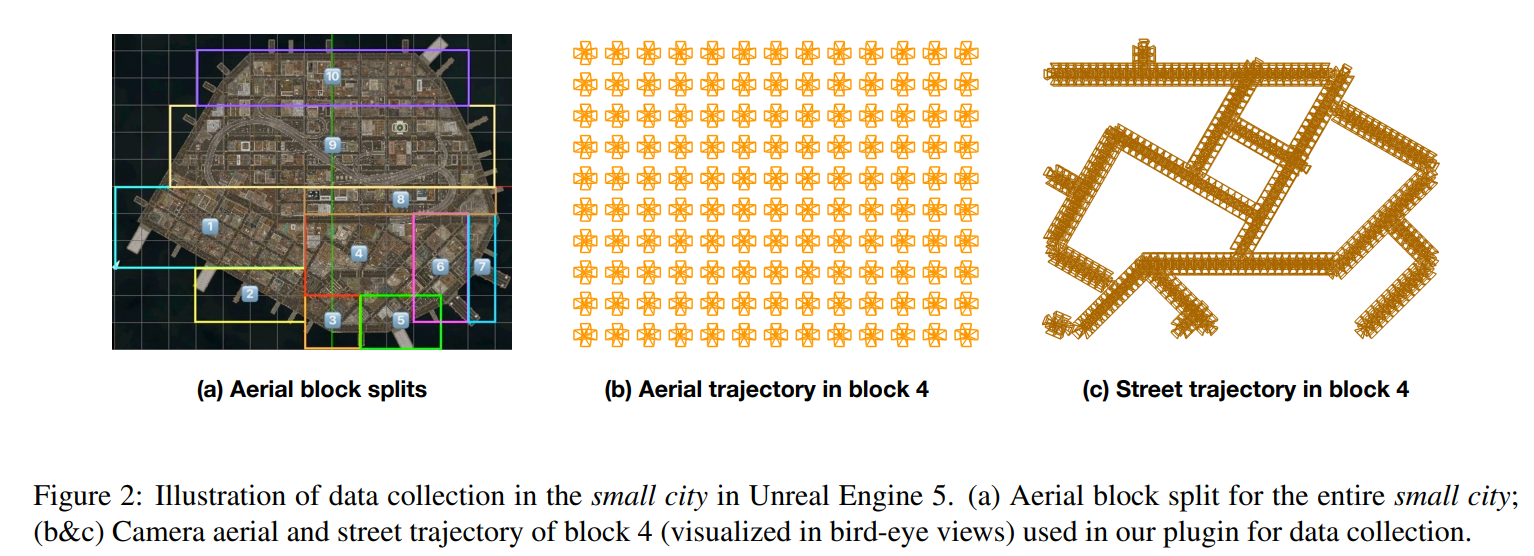 10
9
8
1
4
6
7
2
3
5
(a) Aerial block splits
(b) Aerial trajectory in block 4
(c) Street trajectory in block 4
Figure 2: Illustration of data collection in the small city in Unreal Engine 5. (a) Aerial block split for the entire small city;
(b&c) Camera aerial and street trajectory of block 4 (visualized in bird-eye views) used in our plugin for data collection.